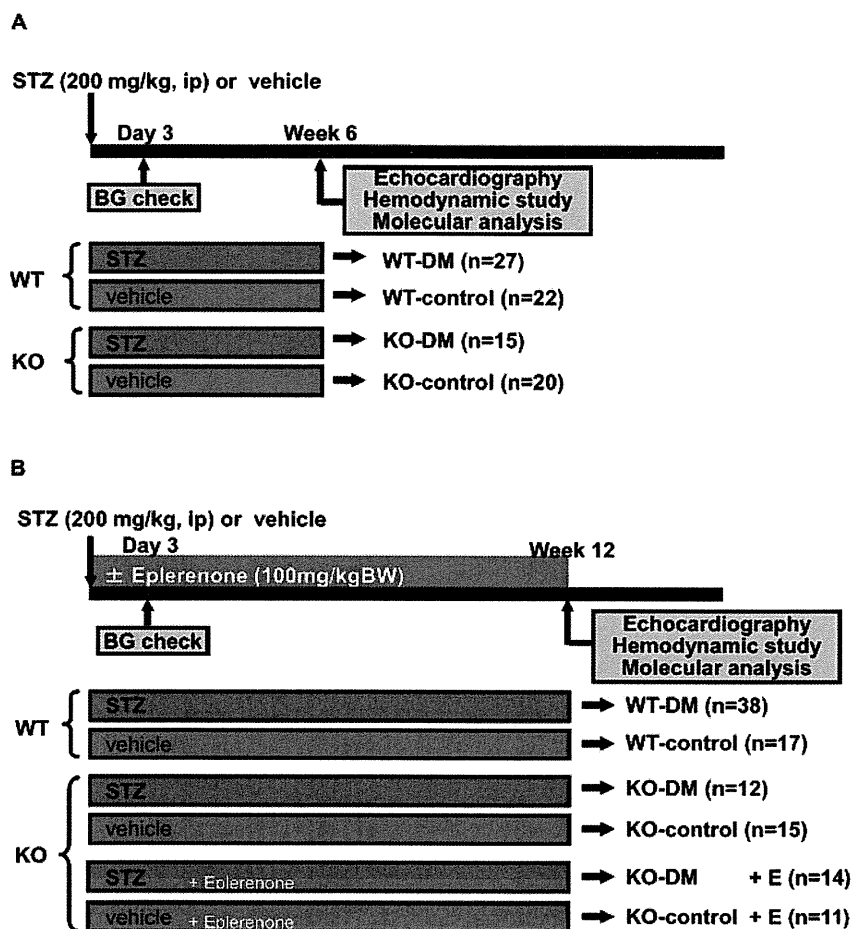 A
STZ (200 mg/kg, ip) or vehicle
Day 3
Week 6
BG check
Echocardiography
Hemodynamic study
Molecular analysis
WT
STZ
WT-DM (n=27)
vehicle
WT-control (n=22)
KO
STZ
KO-DM (n=15)
vehicle
KO-control (n=20)
B
STZ (200 mg/kg, ip) or vehicle
Day 3
Week 12
± Eplerenone (100mg/kgBW)
BG check
Echocardiography
Hemodynamic study
Molecular analysis
WT
STZ
WT-DM (n=38)
vehicle
WT-control (n=17)
KO
STZ
KO-DM (n=12)
vehicle
KO-control (n=15)
STZ + Eplerenone
KO-DM + E (n=14)
vehicle + Eplerenone
KO-control + E (n=11)